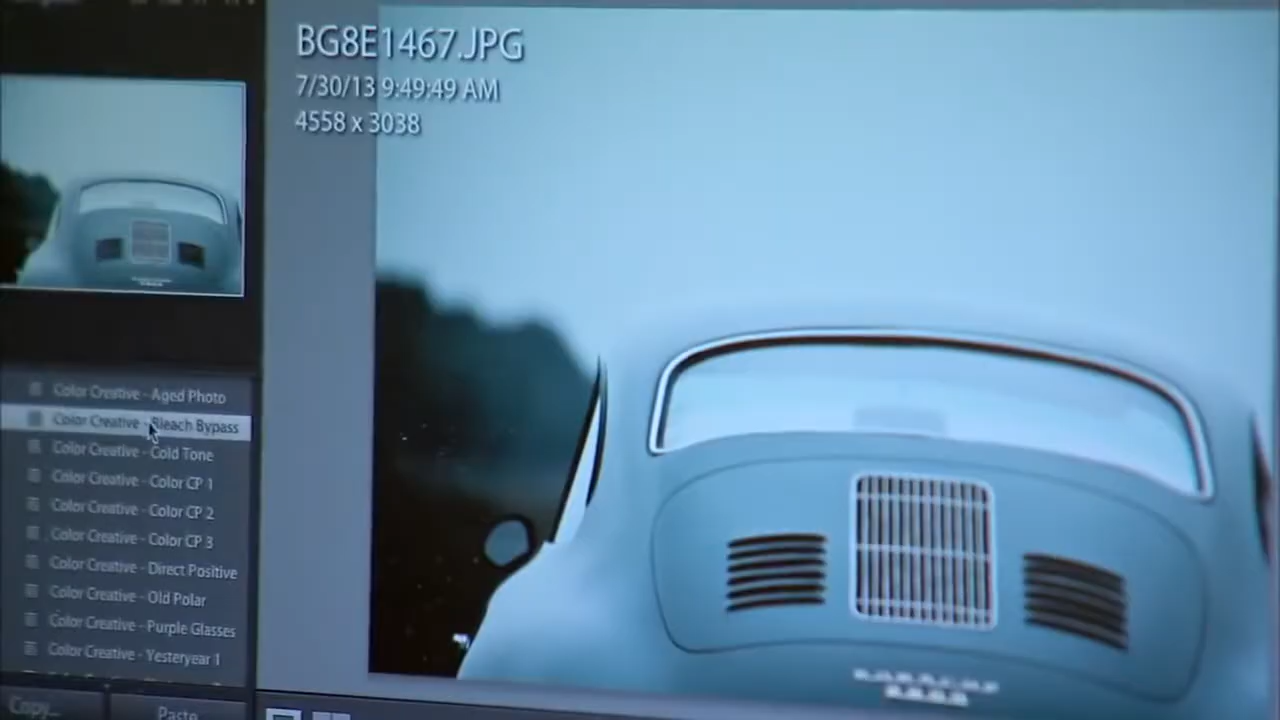 BG8E1467.JPG
7/30/13 9:49:49 AM
4558 x 3038
Color Creative - Aged Photo
Color Creative - Bleach Bypass
Color Creative - Cold Tone
Color Creative - Color CP 1
Color Creative - Color CP 2
Color Creative - Color CP 3
Color Creative - Direct Positive
Color Creative - Old Polar
Color Creative - Purple Glasses
Color Creative - Yesteryear 1
Copy...
Paste